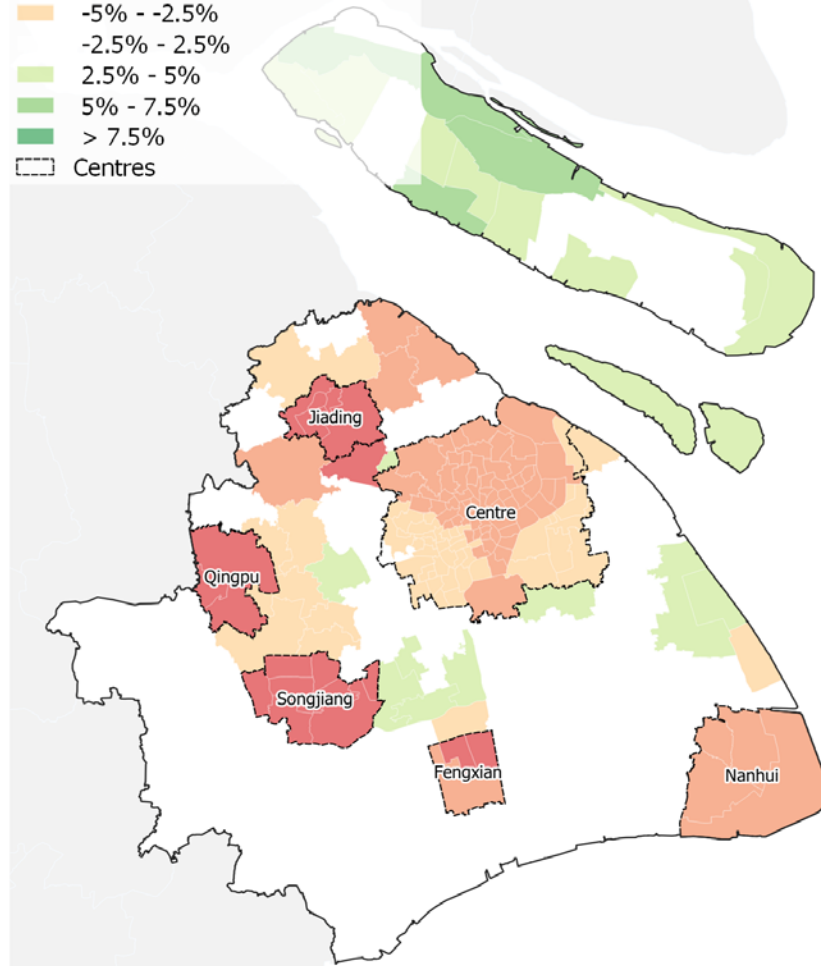 -5% - -2.5%
-2.5% - 2.5%
2.5% - 5%
5% - 7.5%
> 7.5%
Centres
Jiading
Centre
Qingpu
Songjiang
Fengxian
Nanhui